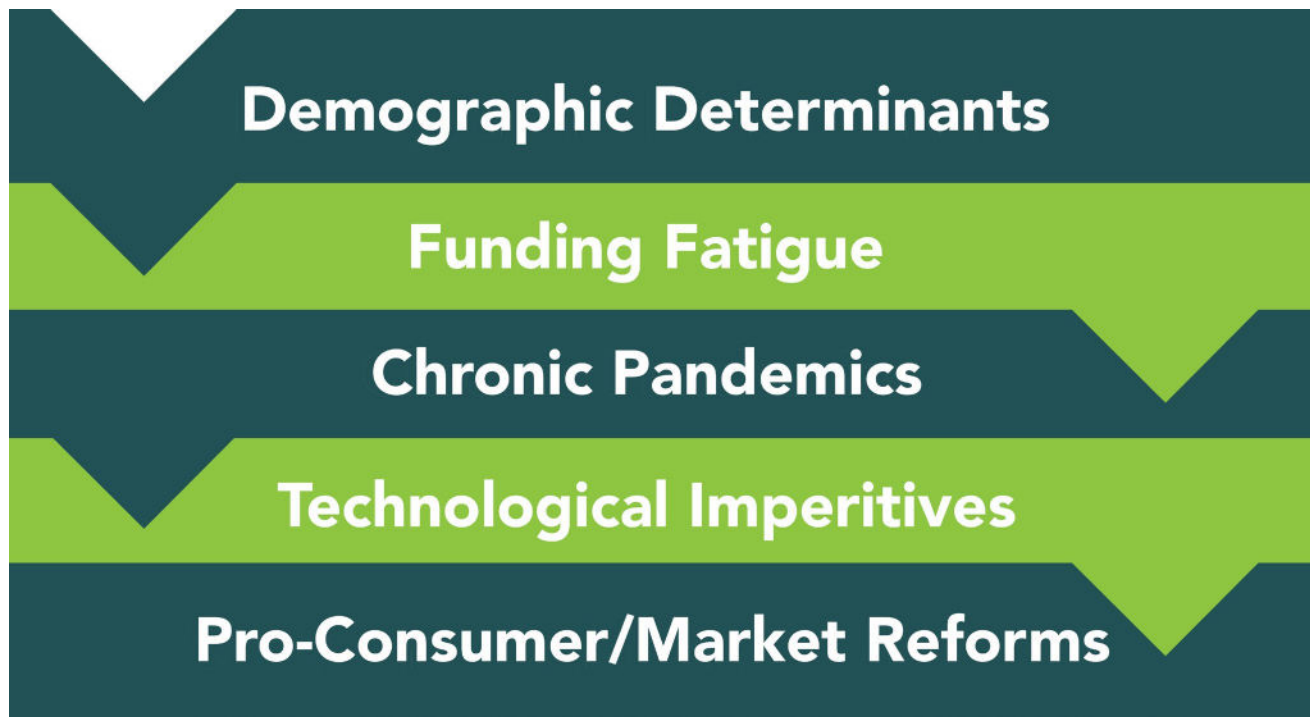 Demographic Determinants
Funding Fatigue
Chronic Pandemics
Technological Imperitives
Pro-Consumer/Market Reforms